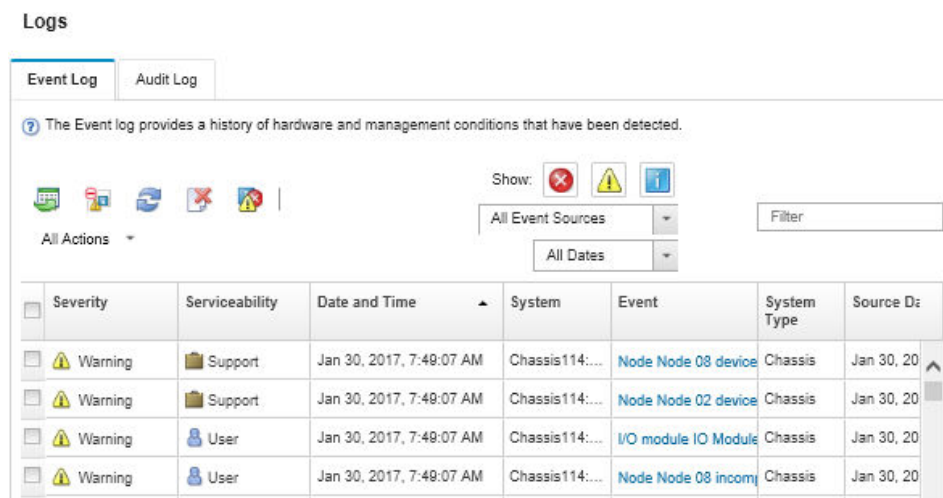 Logs
Event Log Audit Log
? The Event log provides a history of hardware and management conditions that have been detected.
Show:
All Event Sources Filter
All Actions
All Dates
Severity Serviceability Date and Time System Event System Type Source Da
Warning Support Jan 30, 2017, 7:49:07 AM Chassis114:... Node Node 08 device Chassis Jan 30, 20
Warning Support Jan 30, 2017, 7:49:07 AM Chassis114:... Node Node 02 device Chassis Jan 30, 20
Warning User Jan 30, 2017, 7:49:07 AM Chassis114:... I/O module IO Module Chassis Jan 30, 20
Warning User Jan 30, 2017, 7:49:07 AM Chassis114:... Node Node 08 incom Chassis Jan 30, 20